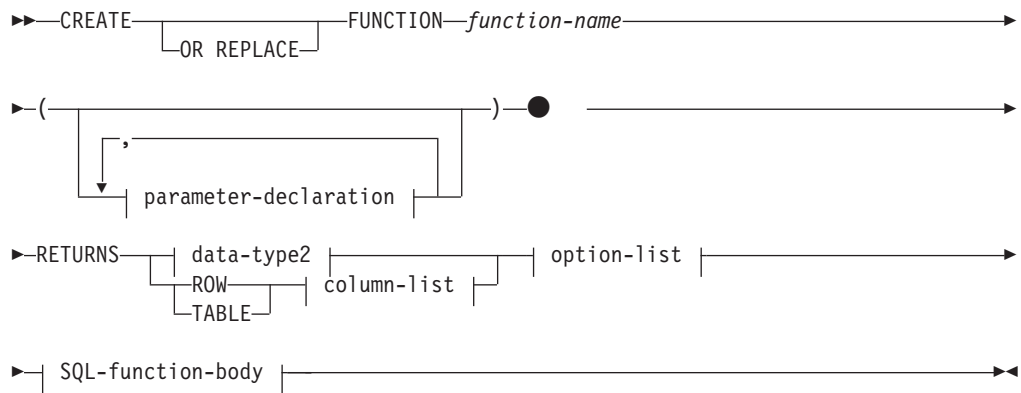 CREATE FUNCTION function-name
OR REPLACE
( )
,
parameter-declaration
RETURNS data-type2 option-list
ROW column-list
TABLE
SQL-function-body